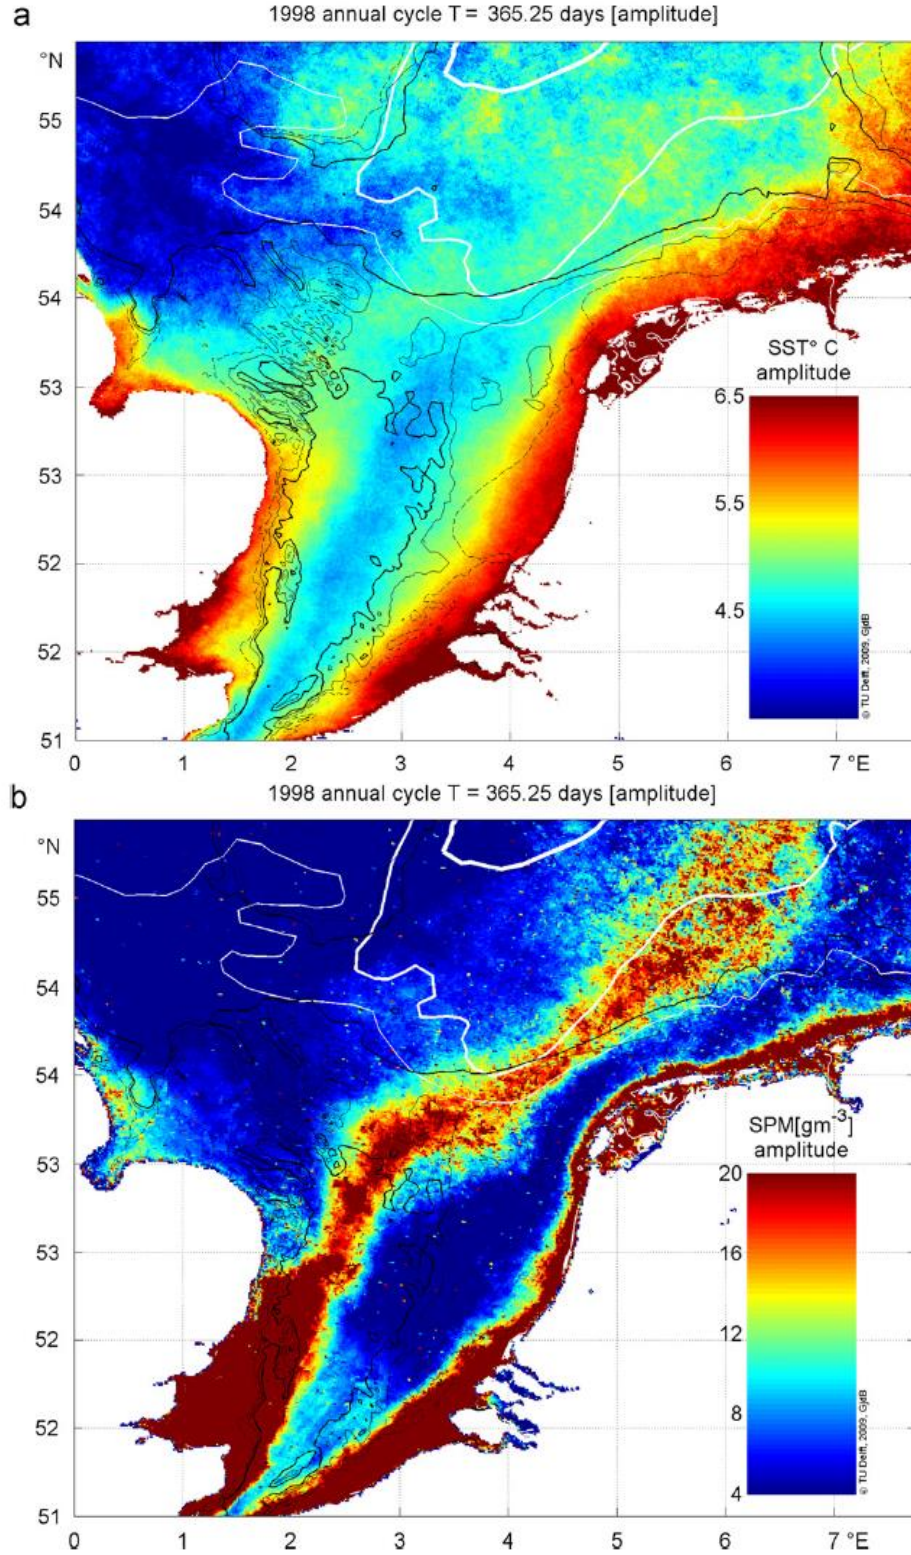 a
1998 annual cycle T = 365.25 days [amplitude]
°N
55
54
54
53
53
52
52
51
0
1
2
3
4
5
6
7 °E
SST° C
amplitude
6.5
5.5
4.5
© TU Delft, 2009, GjdB
b
1998 annual cycle T = 365.25 days [amplitude]
°N
55
54
54
53
53
52
52
51
0
1
2
3
4
5
6
7 °E
SPM[gm-3]
amplitude
20
16
12
8
4
© TU Delft, 2009, GjdB